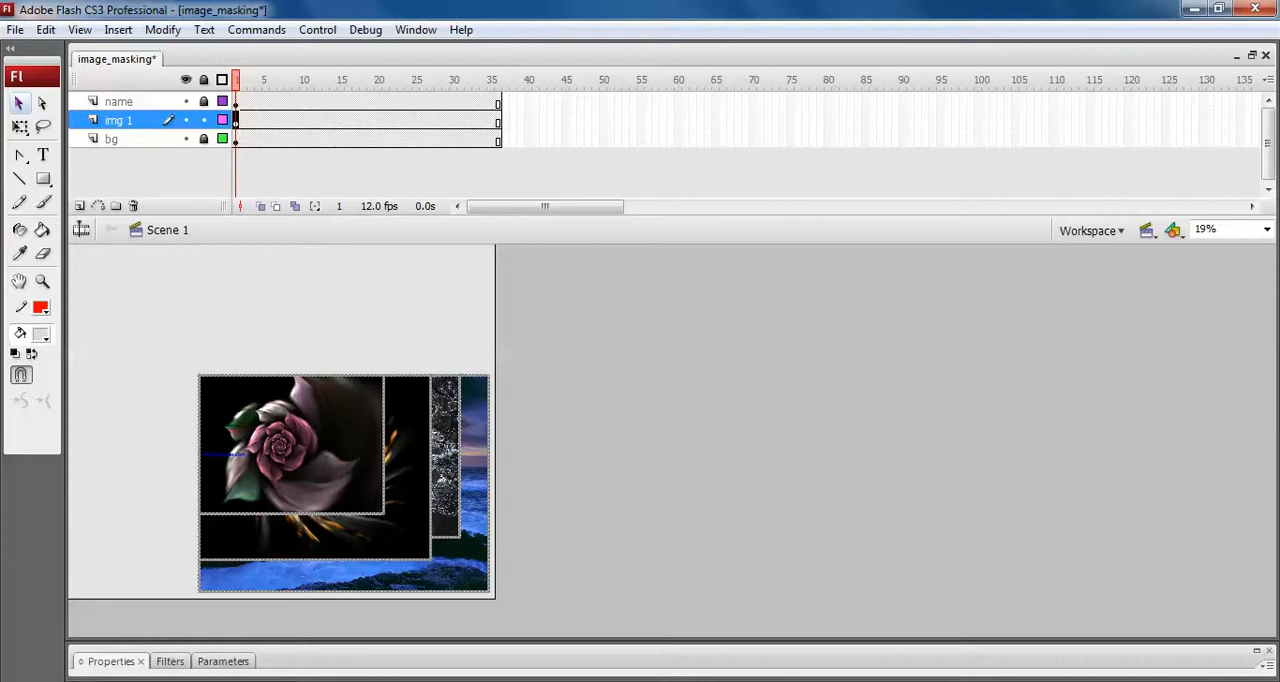 Fl Adobe Flash CS3 Professional - [image_masking*]
File Edit View Insert Modify Text Commands Control Debug Window Help
image_masking*
Fl
1 5 10 15 20 25 30 35 40 45 50 55 60 65 70 75 80 85 90 95 100 105 110 115 120 125 130 135
name
img 1
bg
1 12.0 fps 0.0s
Scene 1 Workspace 19%
T
Properties Filters Parameters